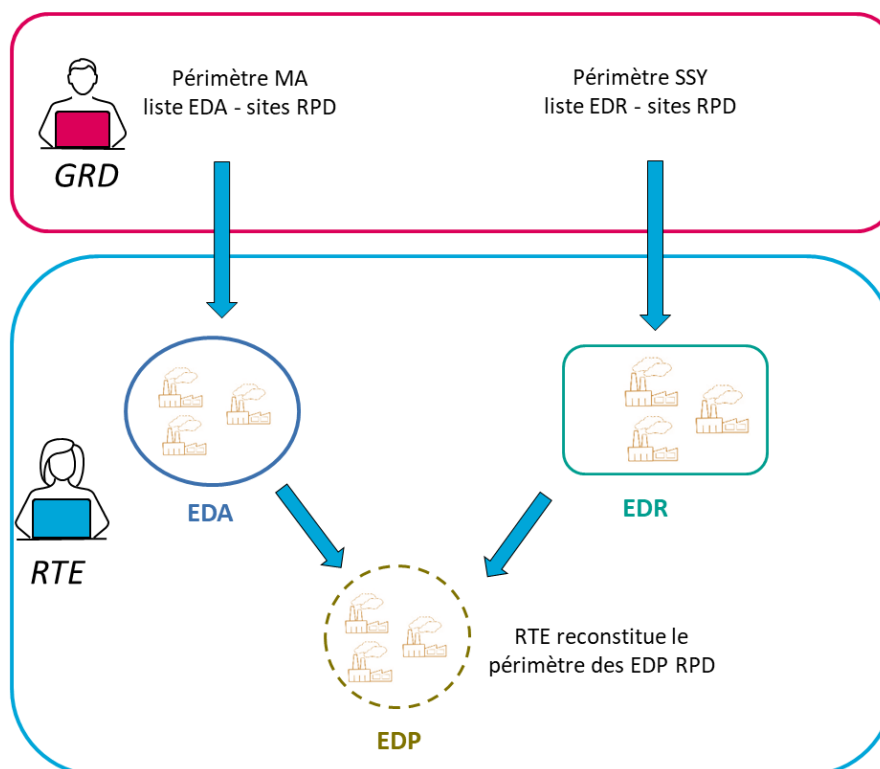 Périmètre MA
liste EDA - sites RPD
Périmètre SSY
liste EDR - sites RPD
GRD
EDA
EDR
RTE
RTE reconstitue le
périmètre des EDP RPD
EDP